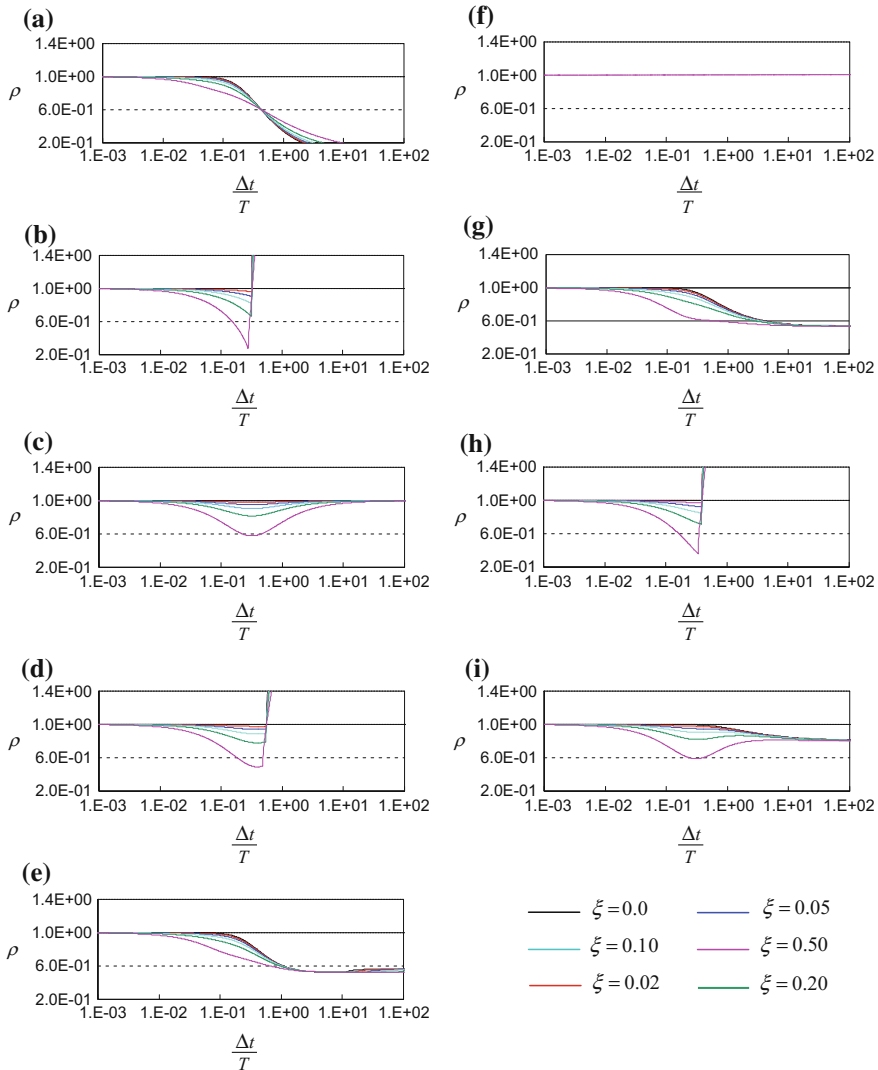 (a)
1.4E+00
1.0E+00
ρ
6.0E-01
2.0E-01
1.E-03 1.E-02 1.E-01 1.E+00 1.E+01 1.E+02
Δt
T
(b)
1.4E+00
1.0E+00
ρ
6.0E-01
2.0E-01
1.E-03 1.E-02 1.E-01 1.E+00 1.E+01 1.E+02
Δt
T
(c)
1.4E+00
1.0E+00
ρ
6.0E-01
2.0E-01
1.E-03 1.E-02 1.E-01 1.E+00 1.E+01 1.E+02
Δt
T
(d)
1.4E+00
1.0E+00
ρ
6.0E-01
2.0E-01
1.E-03 1.E-02 1.E-01 1.E+00 1.E+01 1.E+02
Δt
T
(e)
1.4E+00
1.0E+00
ρ
6.0E-01
2.0E-01
1.E-03 1.E-02 1.E-01 1.E+00 1.E+01 1.E+02
Δt
T
(f)
1.4E+00
1.0E+00
ρ
6.0E-01
2.0E-01
1.E-03 1.E-02 1.E-01 1.E+00 1.E+01 1.E+02
Δt
T
(g)
1.4E+00
1.0E+00
ρ
6.0E-01
2.0E-01
1.E-03 1.E-02 1.E-01 1.E+00 1.E+01 1.E+02
Δt
T
(h)
1.4E+00
1.0E+00
ρ
6.0E-01
2.0E-01
1.E-03 1.E-02 1.E-01 1.E+00 1.E+01 1.E+02
Δt
T
(i)
1.4E+00
1.0E+00
ρ
6.0E-01
2.0E-01
1.E-03 1.E-02 1.E-01 1.E+00 1.E+01 1.E+02
Δt
T
ξ = 0.0 ξ = 0.05
ξ = 0.10 ξ = 0.50
ξ = 0.02 ξ = 0.20